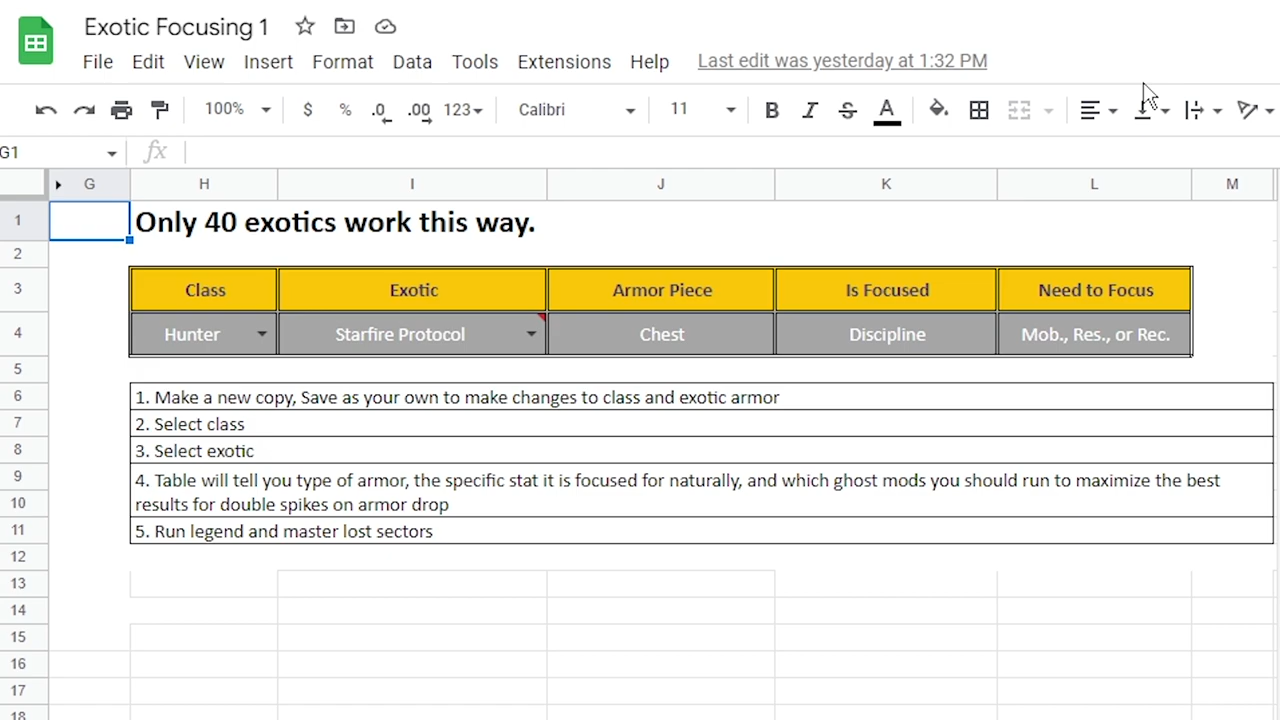 Exotic Focusing 1
File Edit View Insert Format Data Tools Extensions Help Last edit was yesterday at 1:32 PM
100% $ % .0 .00 123 Calibri 11 B I S A
G1 fx
G H I J K L M
1 Only 40 exotics work this way.
2
3 Class Exotic Armor Piece Is Focused Need to Focus
4 Hunter Starfire Protocol Chest Discipline Mob., Res., or Rec.
5
6 1. Make a new copy, Save as your own to make changes to class and exotic armor
7 2. Select class
8 3. Select exotic
9 4. Table will tell you type of armor, the specific stat it is focused for naturally, and which ghost mods you should run to maximize the best
10 results for double spikes on armor drop
11 5. Run legend and master lost sectors
12
13
14
15
16
17
18